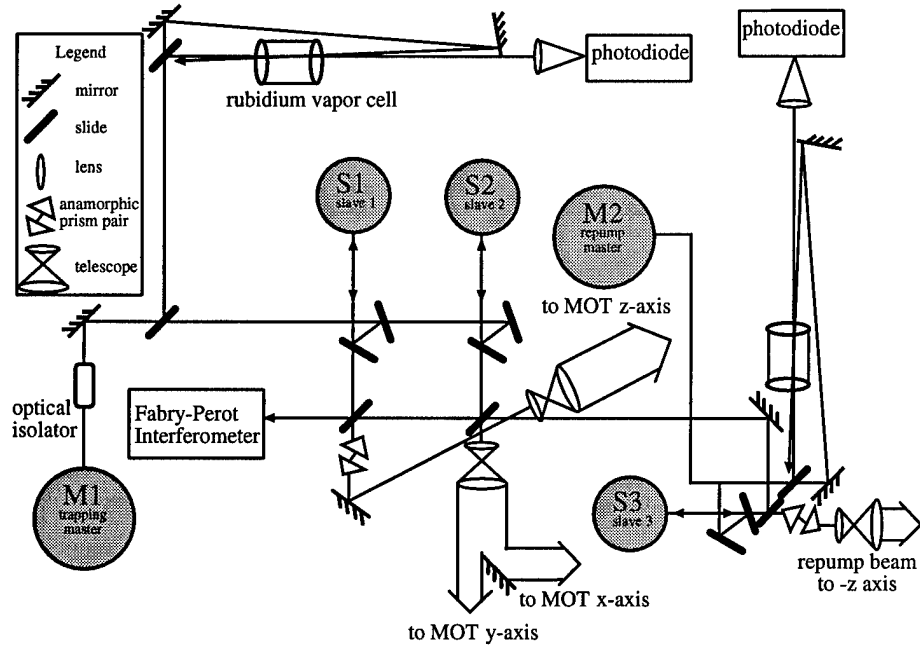 Legend
mirror
slide
lens
anamorphic
prism pair
telescope
photodiode
rubidium vapor cell
photodiode
S1
slave 1
S2
slave 2
M2
repump
master
to MOT z-axis
optical
isolator
Fabry-Perot
Interferometer
M1
trapping
master
S3
slave 3
repump beam
to -z axis
to MOT x-axis
to MOT y-axis